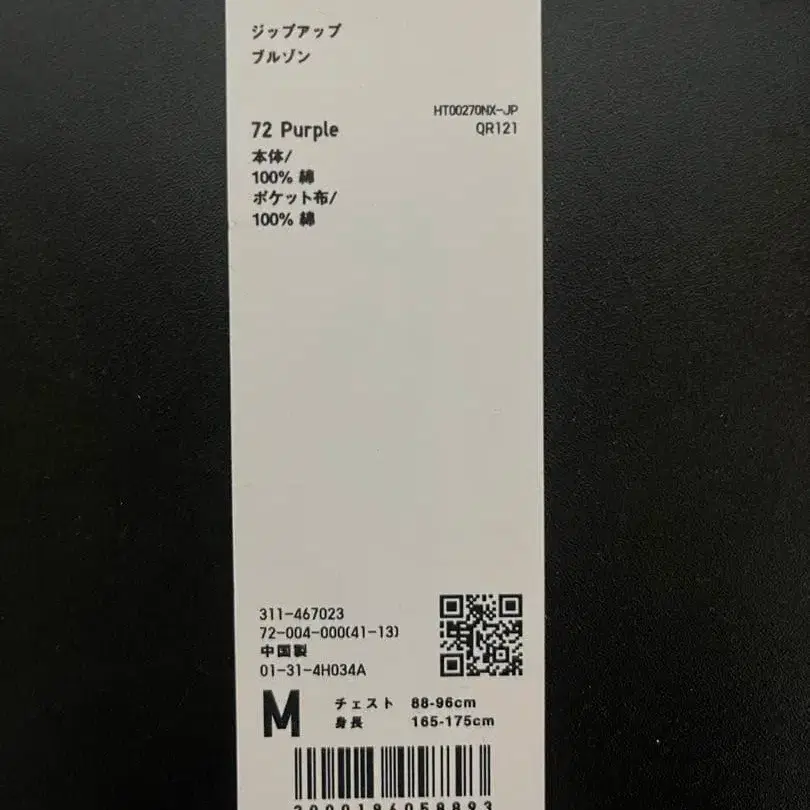 ジップアップ
ブルゾン
HT00270NX-JP
72 Purple
QR121
本体/
100% 綿
ポケット布/
100% 綿
311-467023
72-004-000(41-13)
中国製
01-31-4H034A
M
チェスト 88-96cm
身長 165-175cm